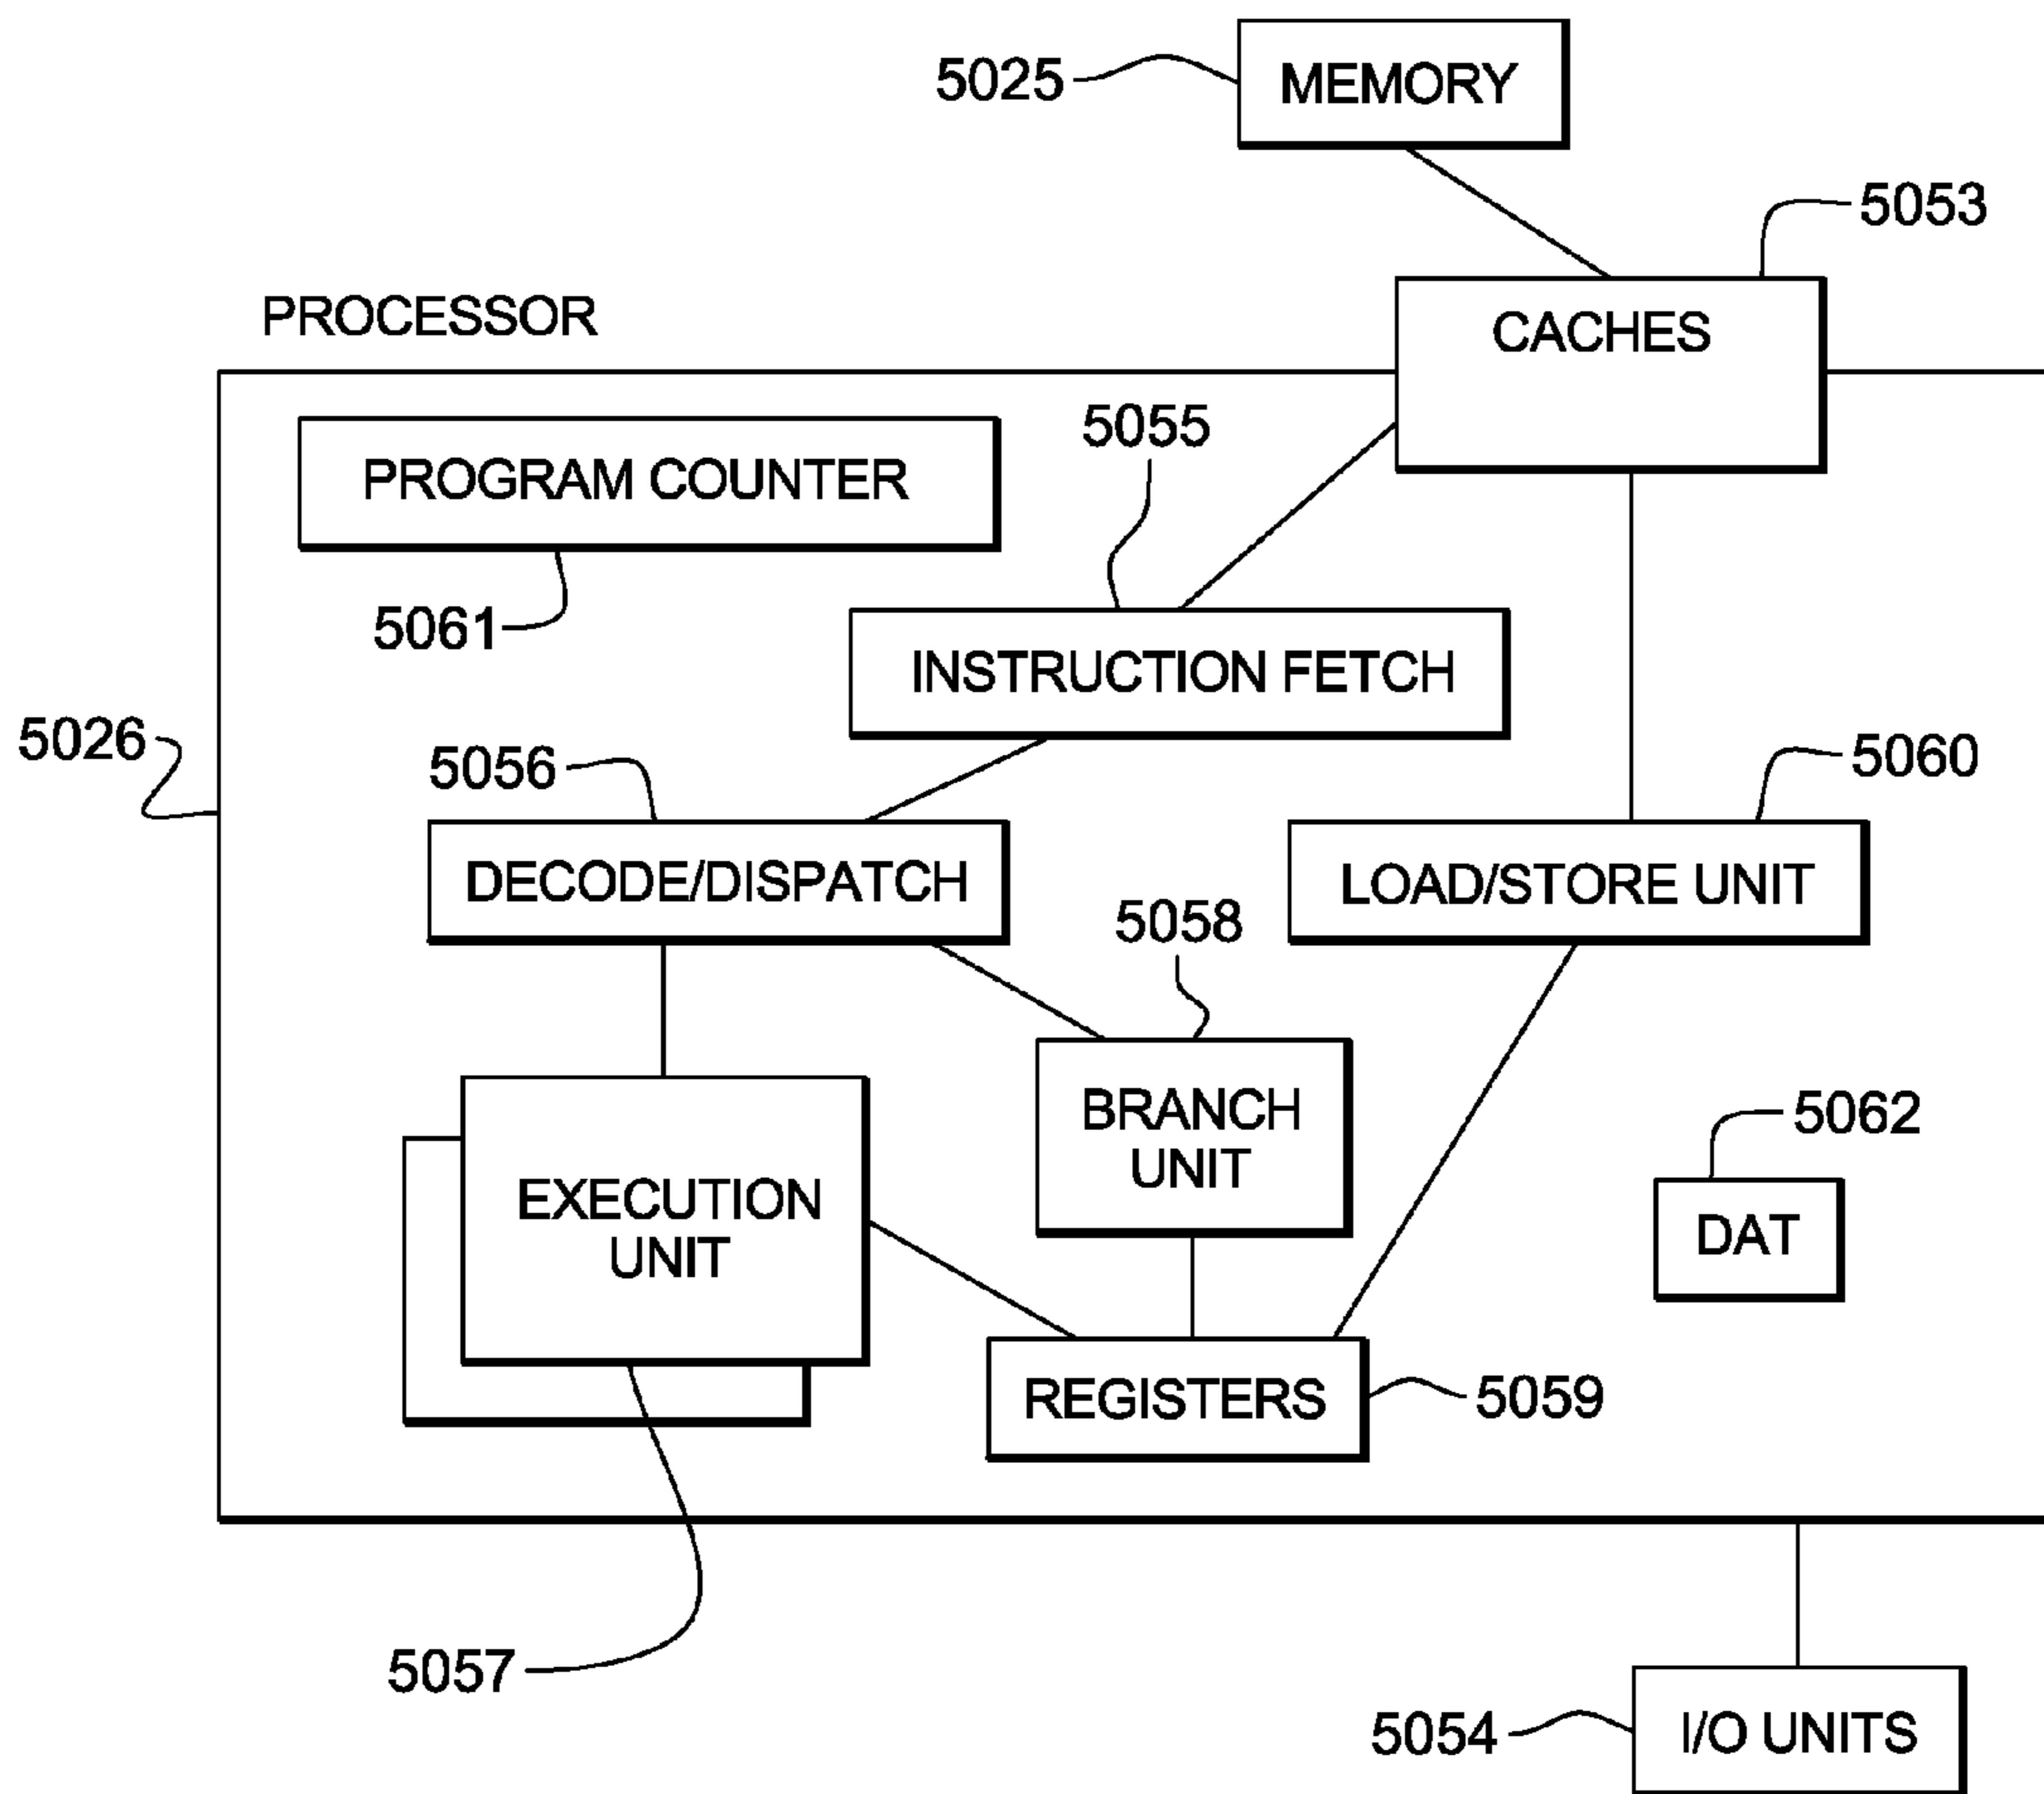 5025
MEMORY
5053
PROCESSOR
CACHES
5055
PROGRAM COUNTER
5061
INSTRUCTION FETCH
5026
5056
5060
DECODE/DISPATCH
LOAD/STORE UNIT
5058
BRANCH
UNIT
5062
EXECUTION
UNIT
DAT
REGISTERS
5059
5057
5054
I/O UNITS